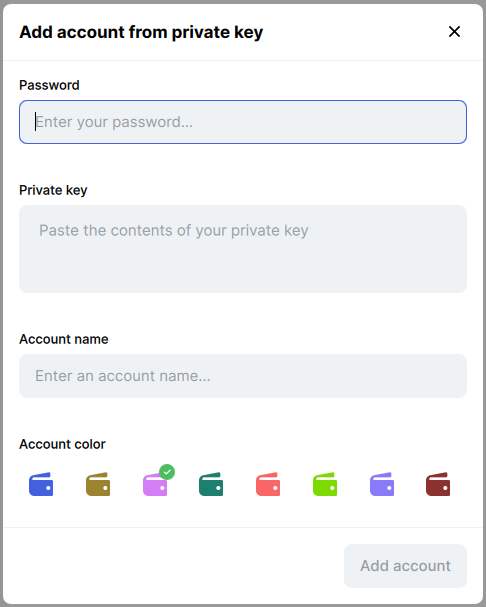 Add account from private key
Password
Enter your password...
Private key
Paste the contents of your private key
Account name
Enter an account name...
Account color
Add account